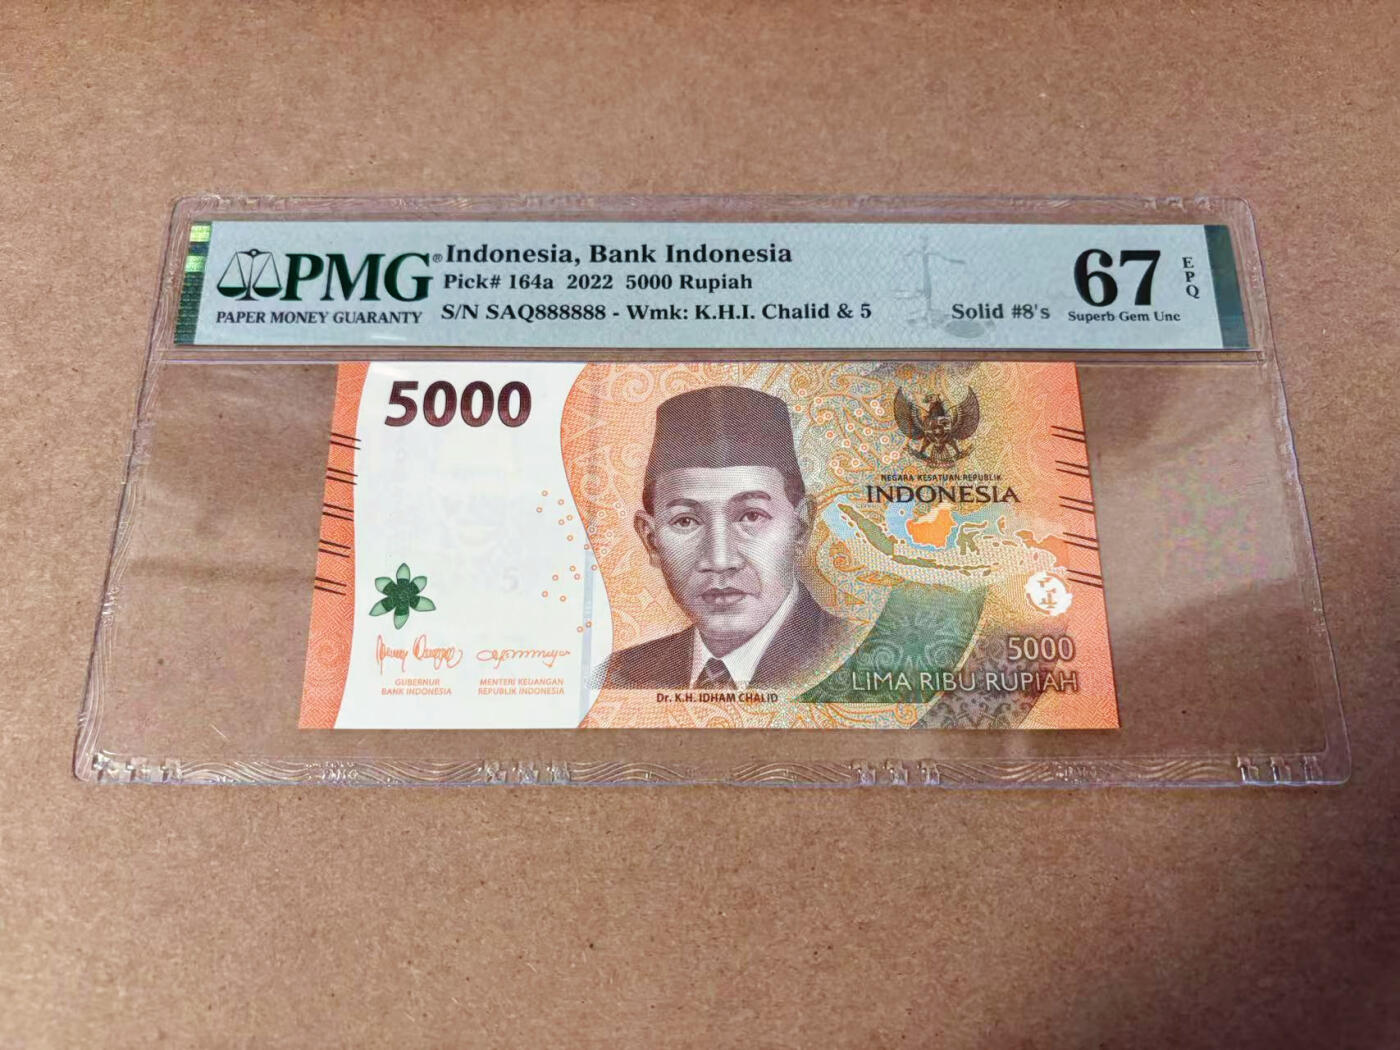 PMG®
PAPER MONEY GUARANTY
Indonesia, Bank Indonesia
Pick# 164a 2022 5000 Rupiah
S/N SAQ888888 - Wmk: K.H.I. Chalid & 5
Solid #8's
67
EPQ
Superb Gem Unc
5000
NEGARA KESATUAN REPUBLIK
INDONESIA
5
GUBERNUR
BANK INDONESIA
MENTERI KEUANGAN
REPUBLIK INDONESIA
Dr. K.H. IDHAM CHALID
5000
LIMA RIBU RUPIAH